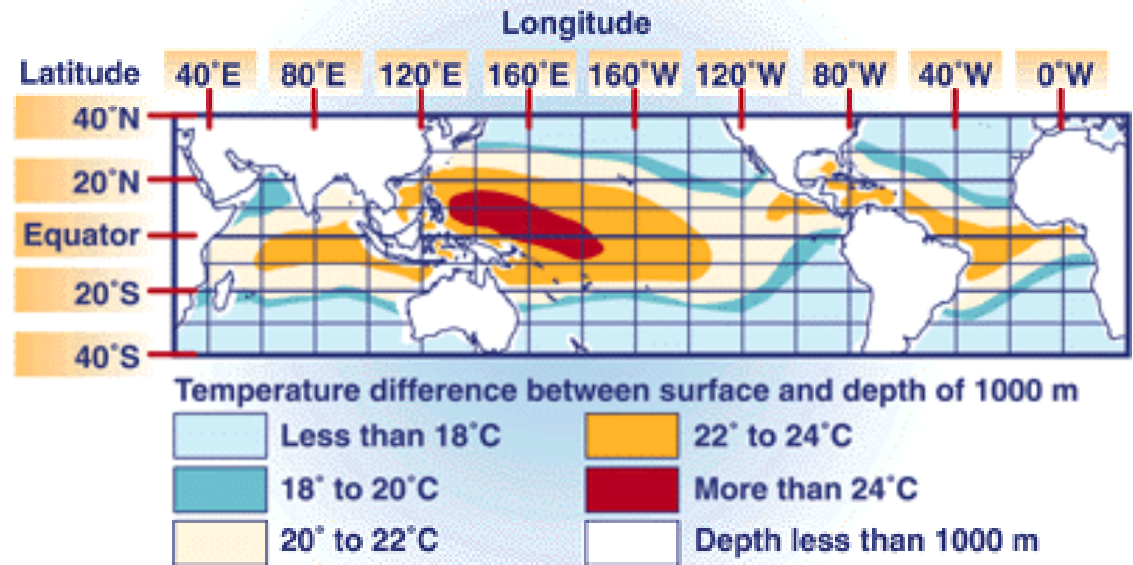 Longitude
Latitude 40˚E 80˚E 120˚E 160˚E 160˚W 120˚W 80˚W 40˚W 0˚W
40˚N
20˚N
Equator
20˚S
40˚S
Temperature difference between surface and depth of 1000 m
Less than 18˚C 22˚ to 24˚C
18˚ to 20˚C More than 24˚C
20˚ to 22˚C Depth less than 1000 m